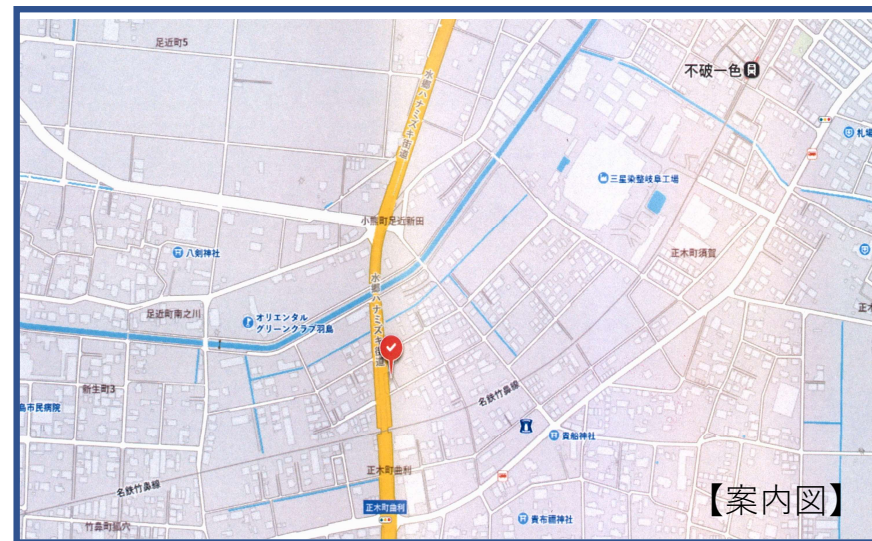 足近町5
水郷ハナミズキ街道
不破一色
札場
三星染整岐阜工場
小熊町足近新田
八剣神社
正木町須賀
水郷ハナミズキ街道
足近町南之川
オリエンタル
グリーンクラブ羽島
新生町3
島市民病院
名鉄竹鼻線
貴船神社
正木町曲利
名鉄竹鼻線
正木町曲利
竹鼻町狐穴
貴布禰神社
【案内図】